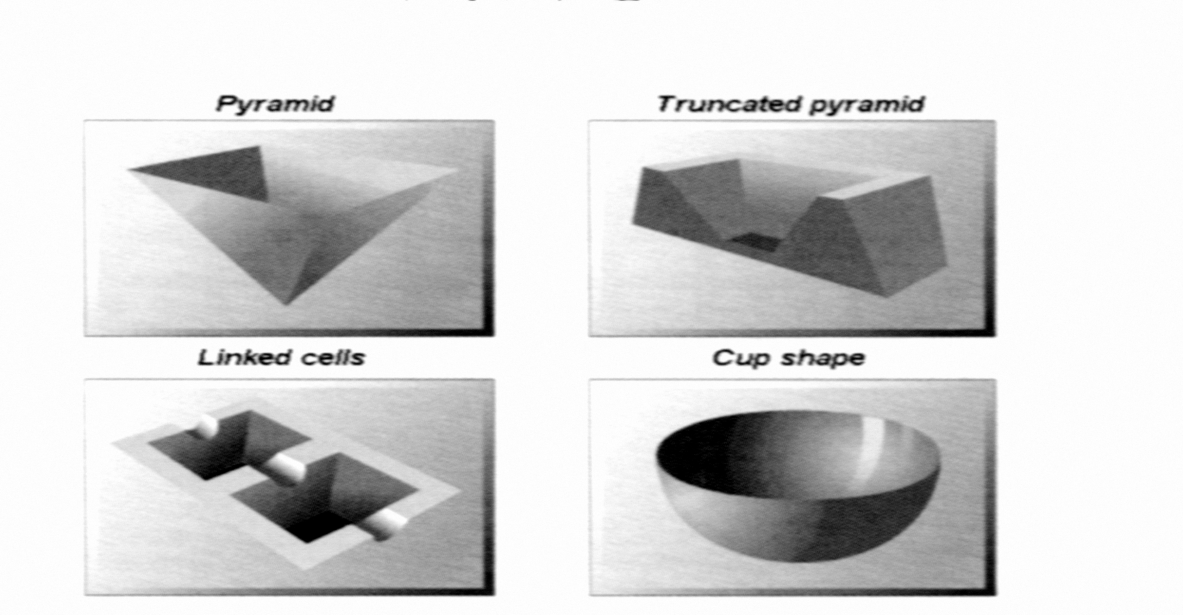 Pyramid
Truncated pyramid
Linked cells
Cup shape